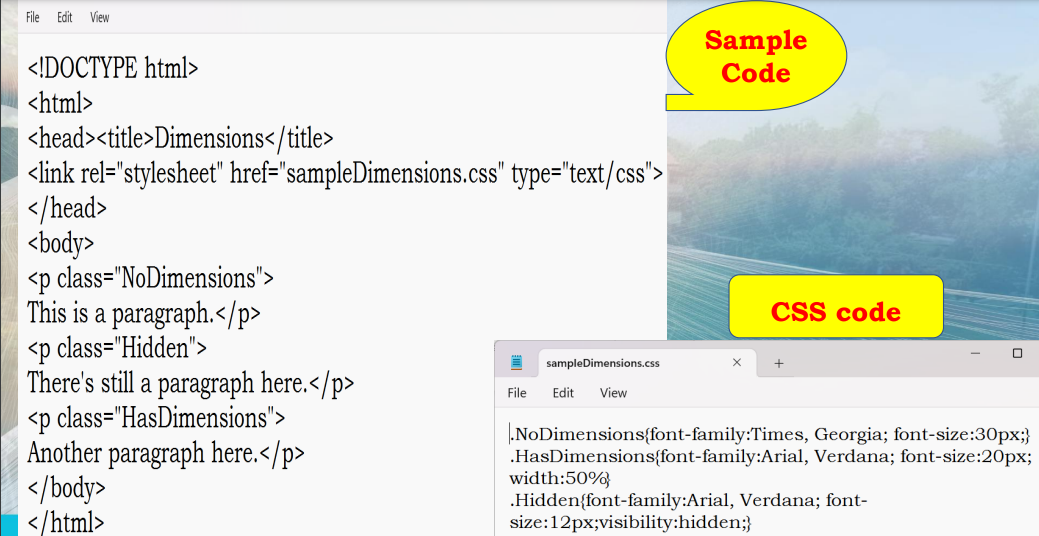 File Edit View
Sample
Code
<!DOCTYPE html>
<html>
<head><title>Dimensions</title>
<link rel="stylesheet" href="sampleDimensions.css" type="text/css">
</head>
<body>
<p class="NoDimensions">
This is a paragraph.</p>
<p class="Hidden">
There's still a paragraph here.</p>
<p class="HasDimensions">
Another paragraph here.</p>
</body>
</html>
CSS code
sampleDimensions.css
File Edit View
.NoDimensions{font-family:Times, Georgia; font-size:30px;}
.HasDimensions{font-family:Arial, Verdana; font-size:20px;
width:50%}
.Hidden{font-family:Arial, Verdana; font-
size:12px;visibility:hidden;}